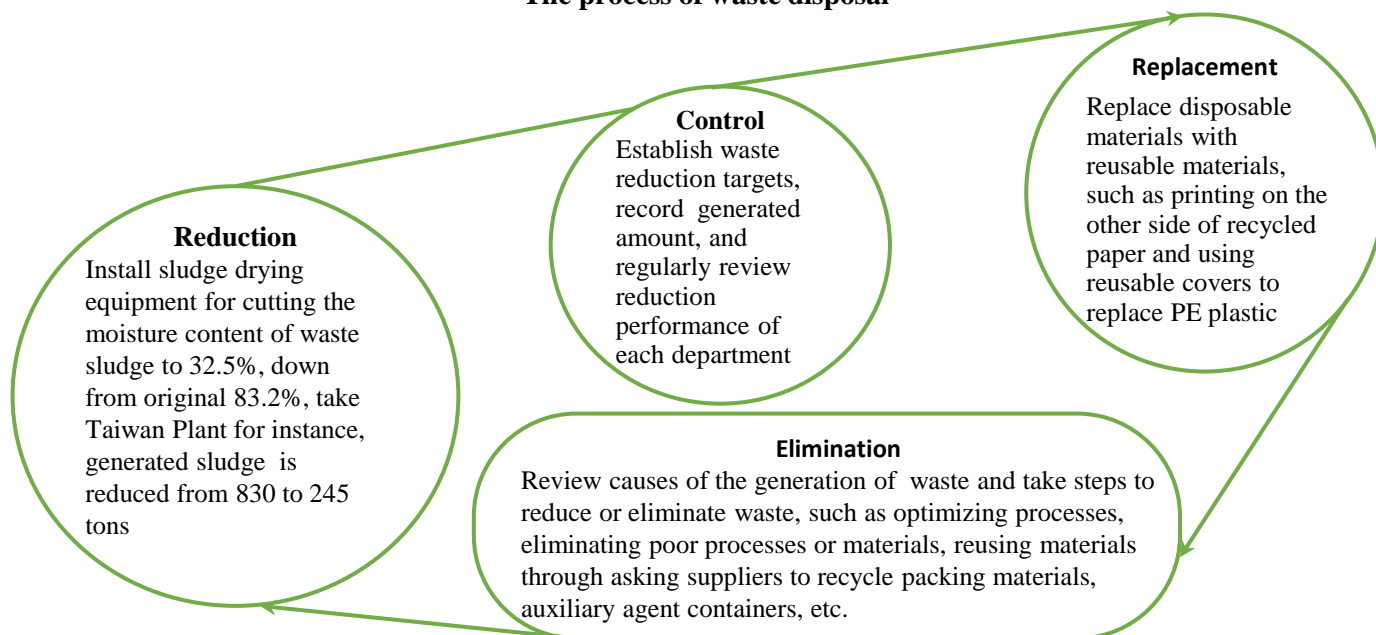 The process of waste disposal
Replacement
Replace disposable
materials with
reusable materials,
such as printing on the
other side of recycled
paper and using
reusable covers to
replace PE plastic
Control
Establish waste
reduction targets,
record generated
amount, and
regularly review
reduction
performance of
each department
Reduction
Install sludge drying
equipment for cutting the
moisture content of waste
sludge to 32.5%, down
from original 83.2%, take
Taiwan Plant for instance,
generated sludge is
reduced from 830 to 245
tons
Elimination
Review causes of the generation of waste and take steps to
reduce or eliminate waste, such as optimizing processes,
eliminating poor processes or materials, reusing materials
through asking suppliers to recycle packing materials,
auxiliary agent containers, etc.